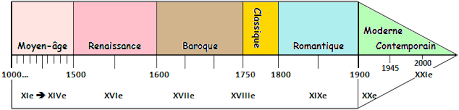 Classique
Moyen-âge Renaissance Baroque Romantique Moderne
Contemporain
1945 2000
1000... 1500 1600 1750 1800 1900 XXIe
XIe ➔ XIVe XVIe XVIIe XVIIIe XIXe XXe